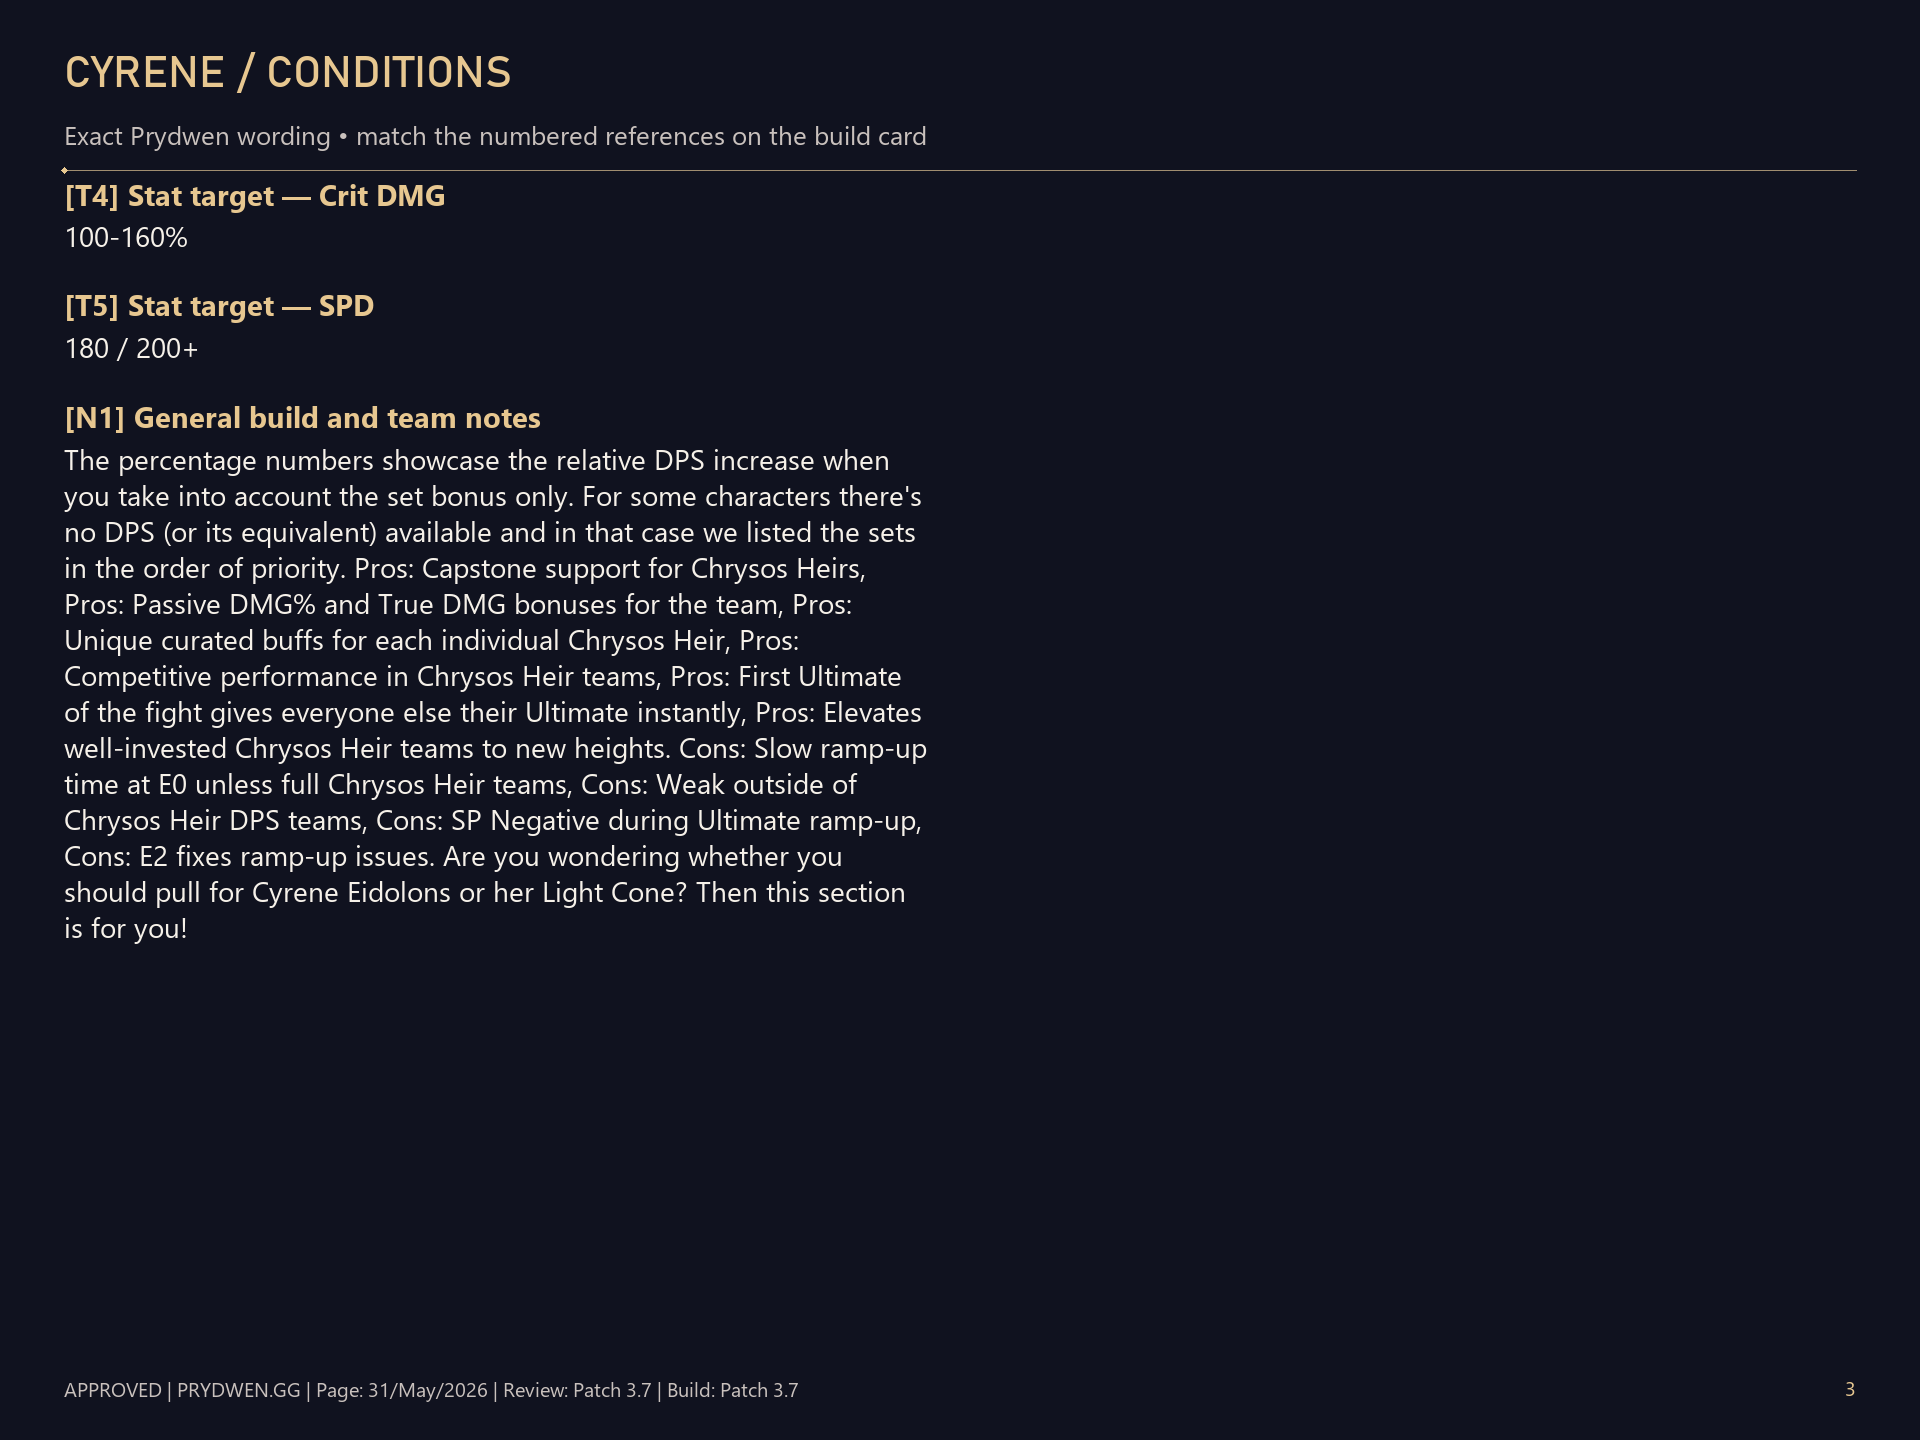 CYRENE / CONDITIONS
Exact Prydwen wording • match the numbered references on the build card
[T4] Stat target — Crit DMG
100-160%
[T5] Stat target — SPD
180 / 200+
[N1] General build and team notes
The percentage numbers showcase the relative DPS increase when
you take into account the set bonus only. For some characters there's
no DPS (or its equivalent) available and in that case we listed the sets
in the order of priority. Pros: Capstone support for Chrysos Heirs,
Pros: Passive DMG% and True DMG bonuses for the team, Pros:
Unique curated buffs for each individual Chrysos Heir, Pros:
Competitive performance in Chrysos Heir teams, Pros: First Ultimate
of the fight gives everyone else their Ultimate instantly, Pros: Elevates
well-invested Chrysos Heir teams to new heights. Cons: Slow ramp-up
time at E0 unless full Chrysos Heir teams, Cons: Weak outside of
Chrysos Heir DPS teams, Cons: SP Negative during Ultimate ramp-up,
Cons: E2 fixes ramp-up issues. Are you wondering whether you
should pull for Cyrene Eidolons or her Light Cone? Then this section
is for you!
APPROVED | PRYDWEN.GG | Page: 31/May/2026 | Review: Patch 3.7 | Build: Patch 3.7
3